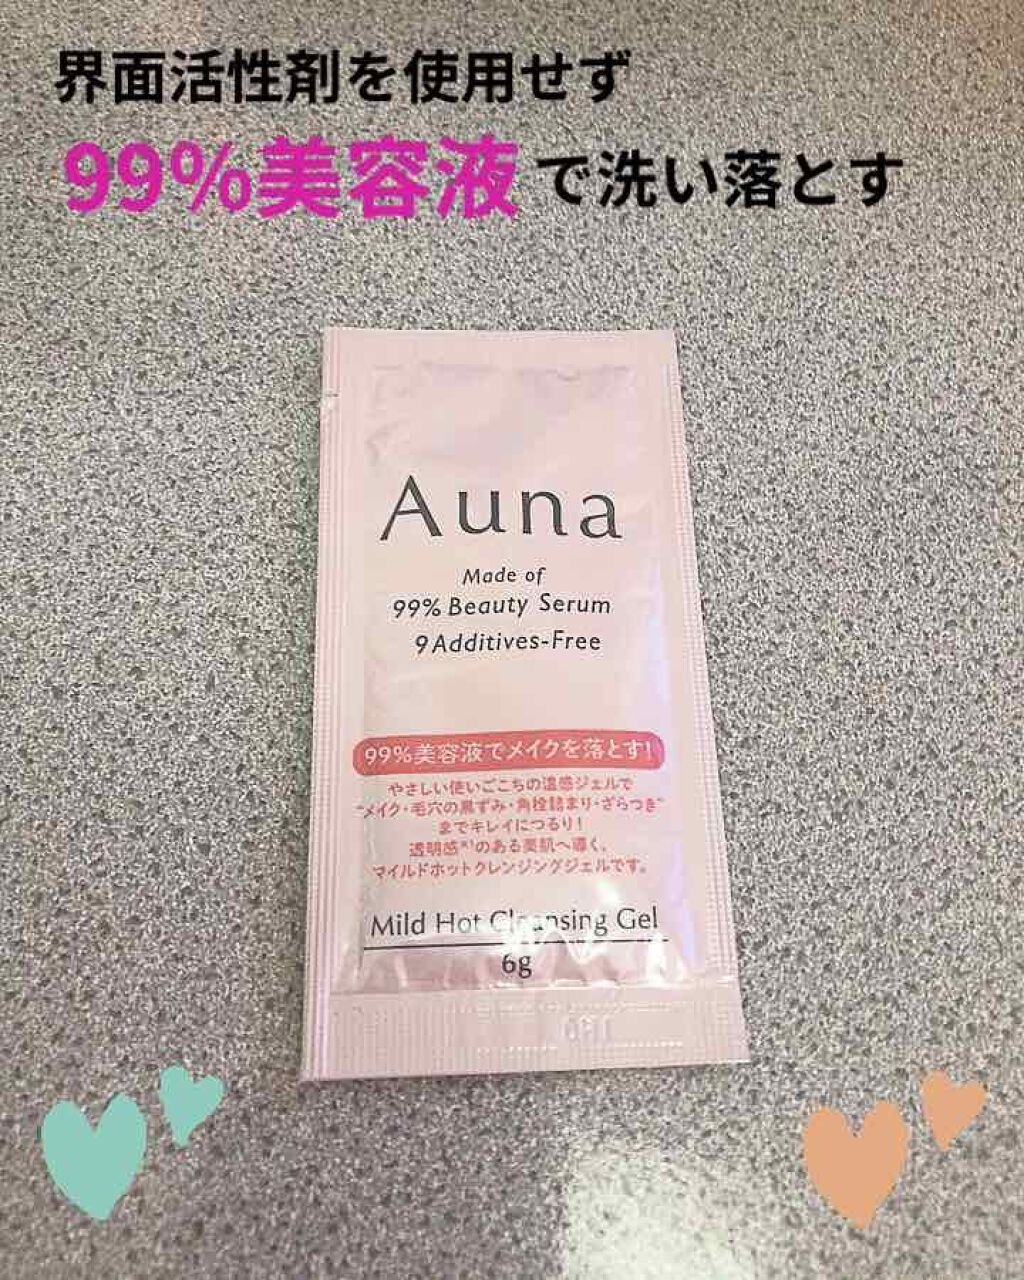 界面活性剤を使用せず
99%美容液で洗い落とす
Auna
Made of
99% Beauty Serum
9 Additives-Free
99%美容液でメイクを落とす!
やさしい使いごこちの温感ジェルで
"メイク・毛穴の黒ずみ・角栓詰まり・ざらつき"
までキレイにつるり!
透明感※1のある美肌へ導く。
マイルドホットクレンジングジェルです。
Mild Hot Cleansing Gel
6g